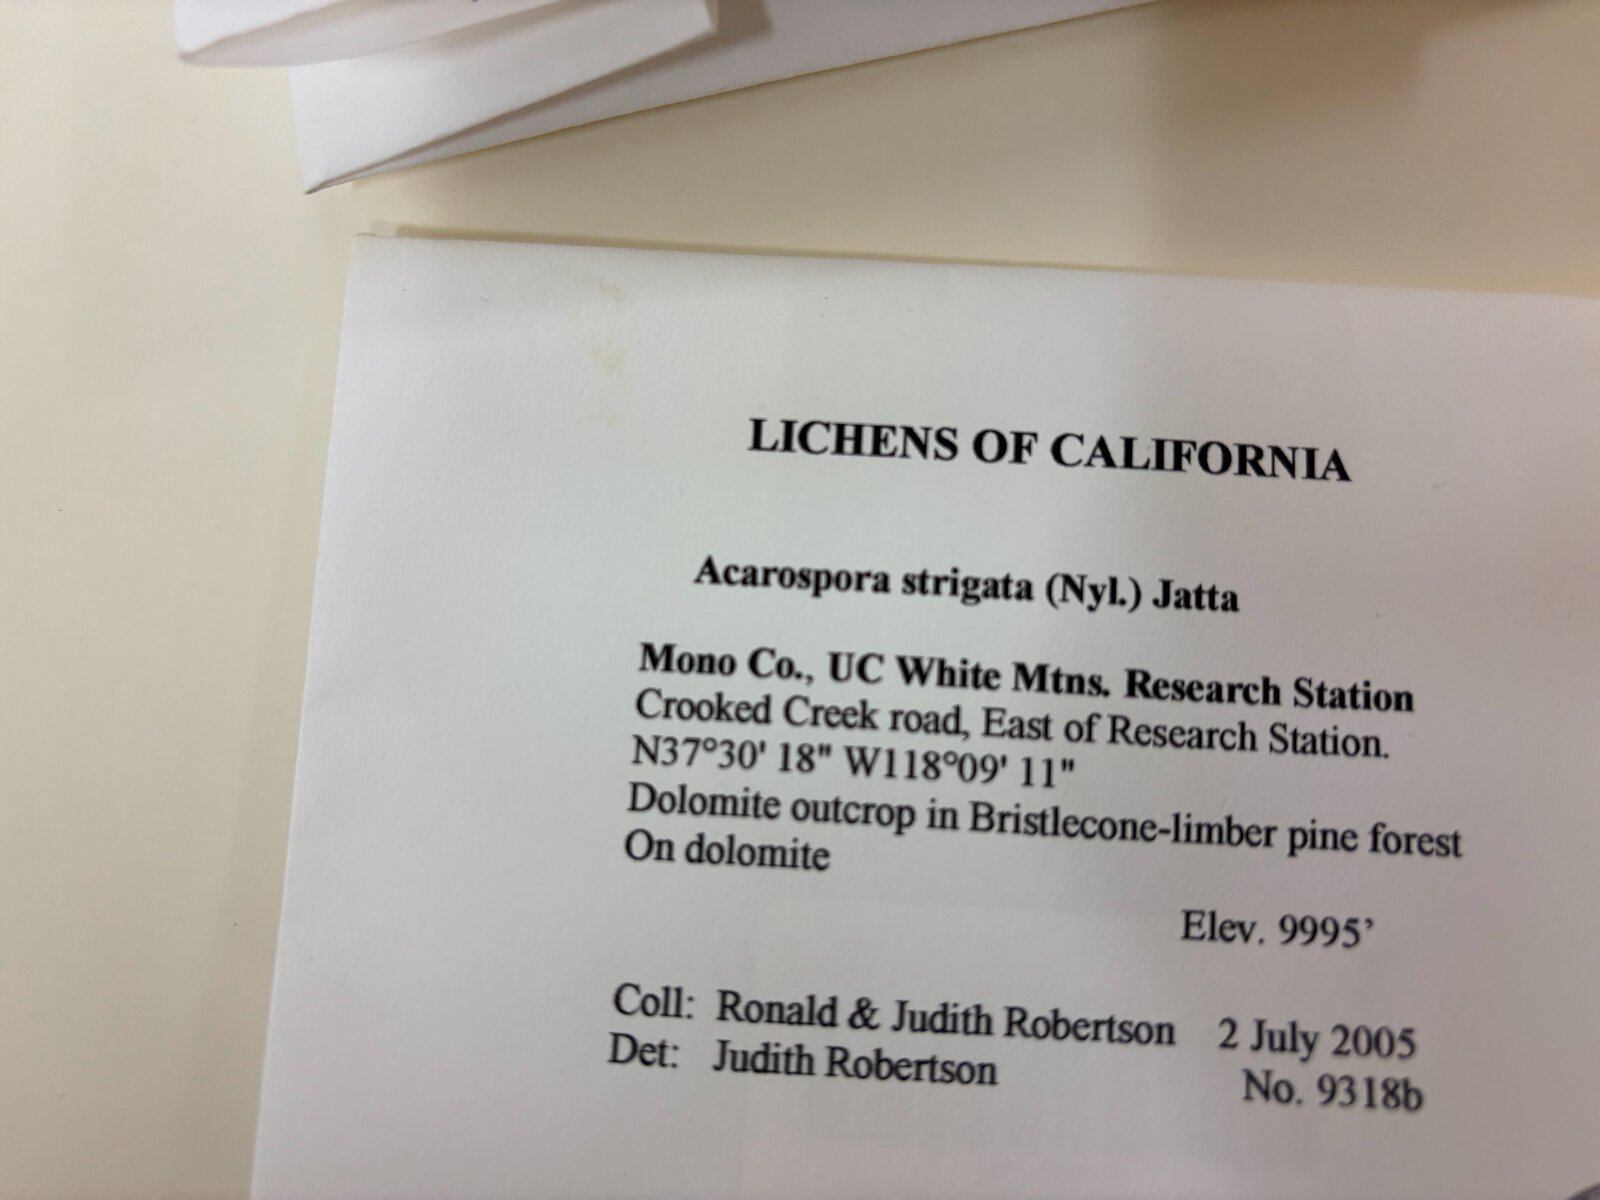 LICHENS OF CALIFORNIA
Acarospora strigata (Nyl.) Jatta
Mono Co., UC White Mtns. Research Station
Crooked Creek road, East of Research Station.
N37°30' 18" W118°09' 11"
Dolomite outcrop in Bristlecone-limber pine forest
On dolomite
Elev. 9995’
Coll: Ronald & Judith Robertson 2 July 2005
Det: Judith Robertson No. 9318b